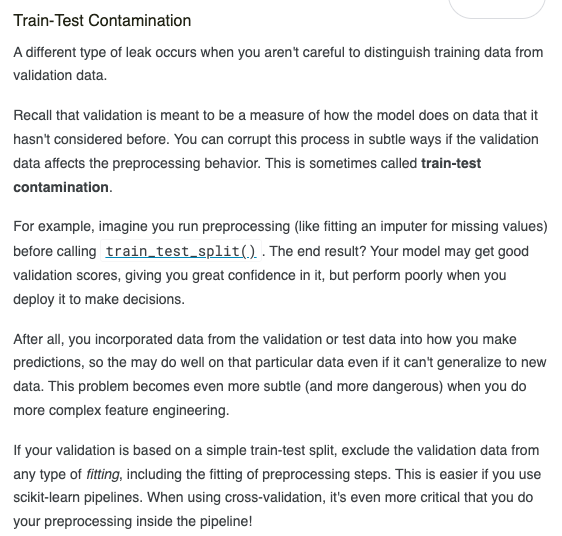 Train-Test Contamination
A different type of leak occurs when you aren't careful to distinguish training data from
validation data.
Recall that validation is meant to be a measure of how the model does on data that it
hasn't considered before. You can corrupt this process in subtle ways if the validation
data affects the preprocessing behavior. This is sometimes called train-test
contamination.
For example, imagine you run preprocessing (like fitting an imputer for missing values)
before calling train_test_split() . The end result? Your model may get good
validation scores, giving you great confidence in it, but perform poorly when you
deploy it to make decisions.
After all, you incorporated data from the validation or test data into how you make
predictions, so the may do well on that particular data even if it can't generalize to new
data. This problem becomes even more subtle (and more dangerous) when you do
more complex feature engineering.
If your validation is based on a simple train-test split, exclude the validation data from
any type of fitting, including the fitting of preprocessing steps. This is easier if you use
scikit-learn pipelines. When using cross-validation, it's even more critical that you do
your preprocessing inside the pipeline!